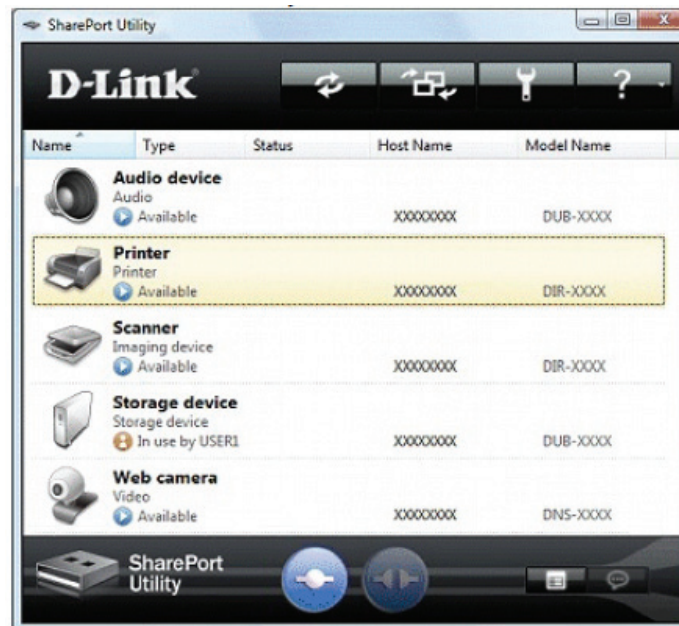 SharePort Utility
D-Link
?
Name Type Status Host Name Model Name
Audio device
Audio
Available XXXXXXXX DUB-XXXX
Printer
Printer
Available XXXXXXXX DIR-XXXX
Scanner
Imaging device
Available XXXXXXXX DIR-XXXX
Storage device
Storage device
In use by USER1 XXXXXXXX DUB-XXXX
Web camera
Video
Available XXXXXXXX DNS-XXXX
SharePort
Utility